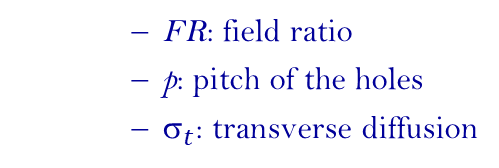 – FR: field ratio
– p: pitch of the holes
– σₜ: transverse diffusion